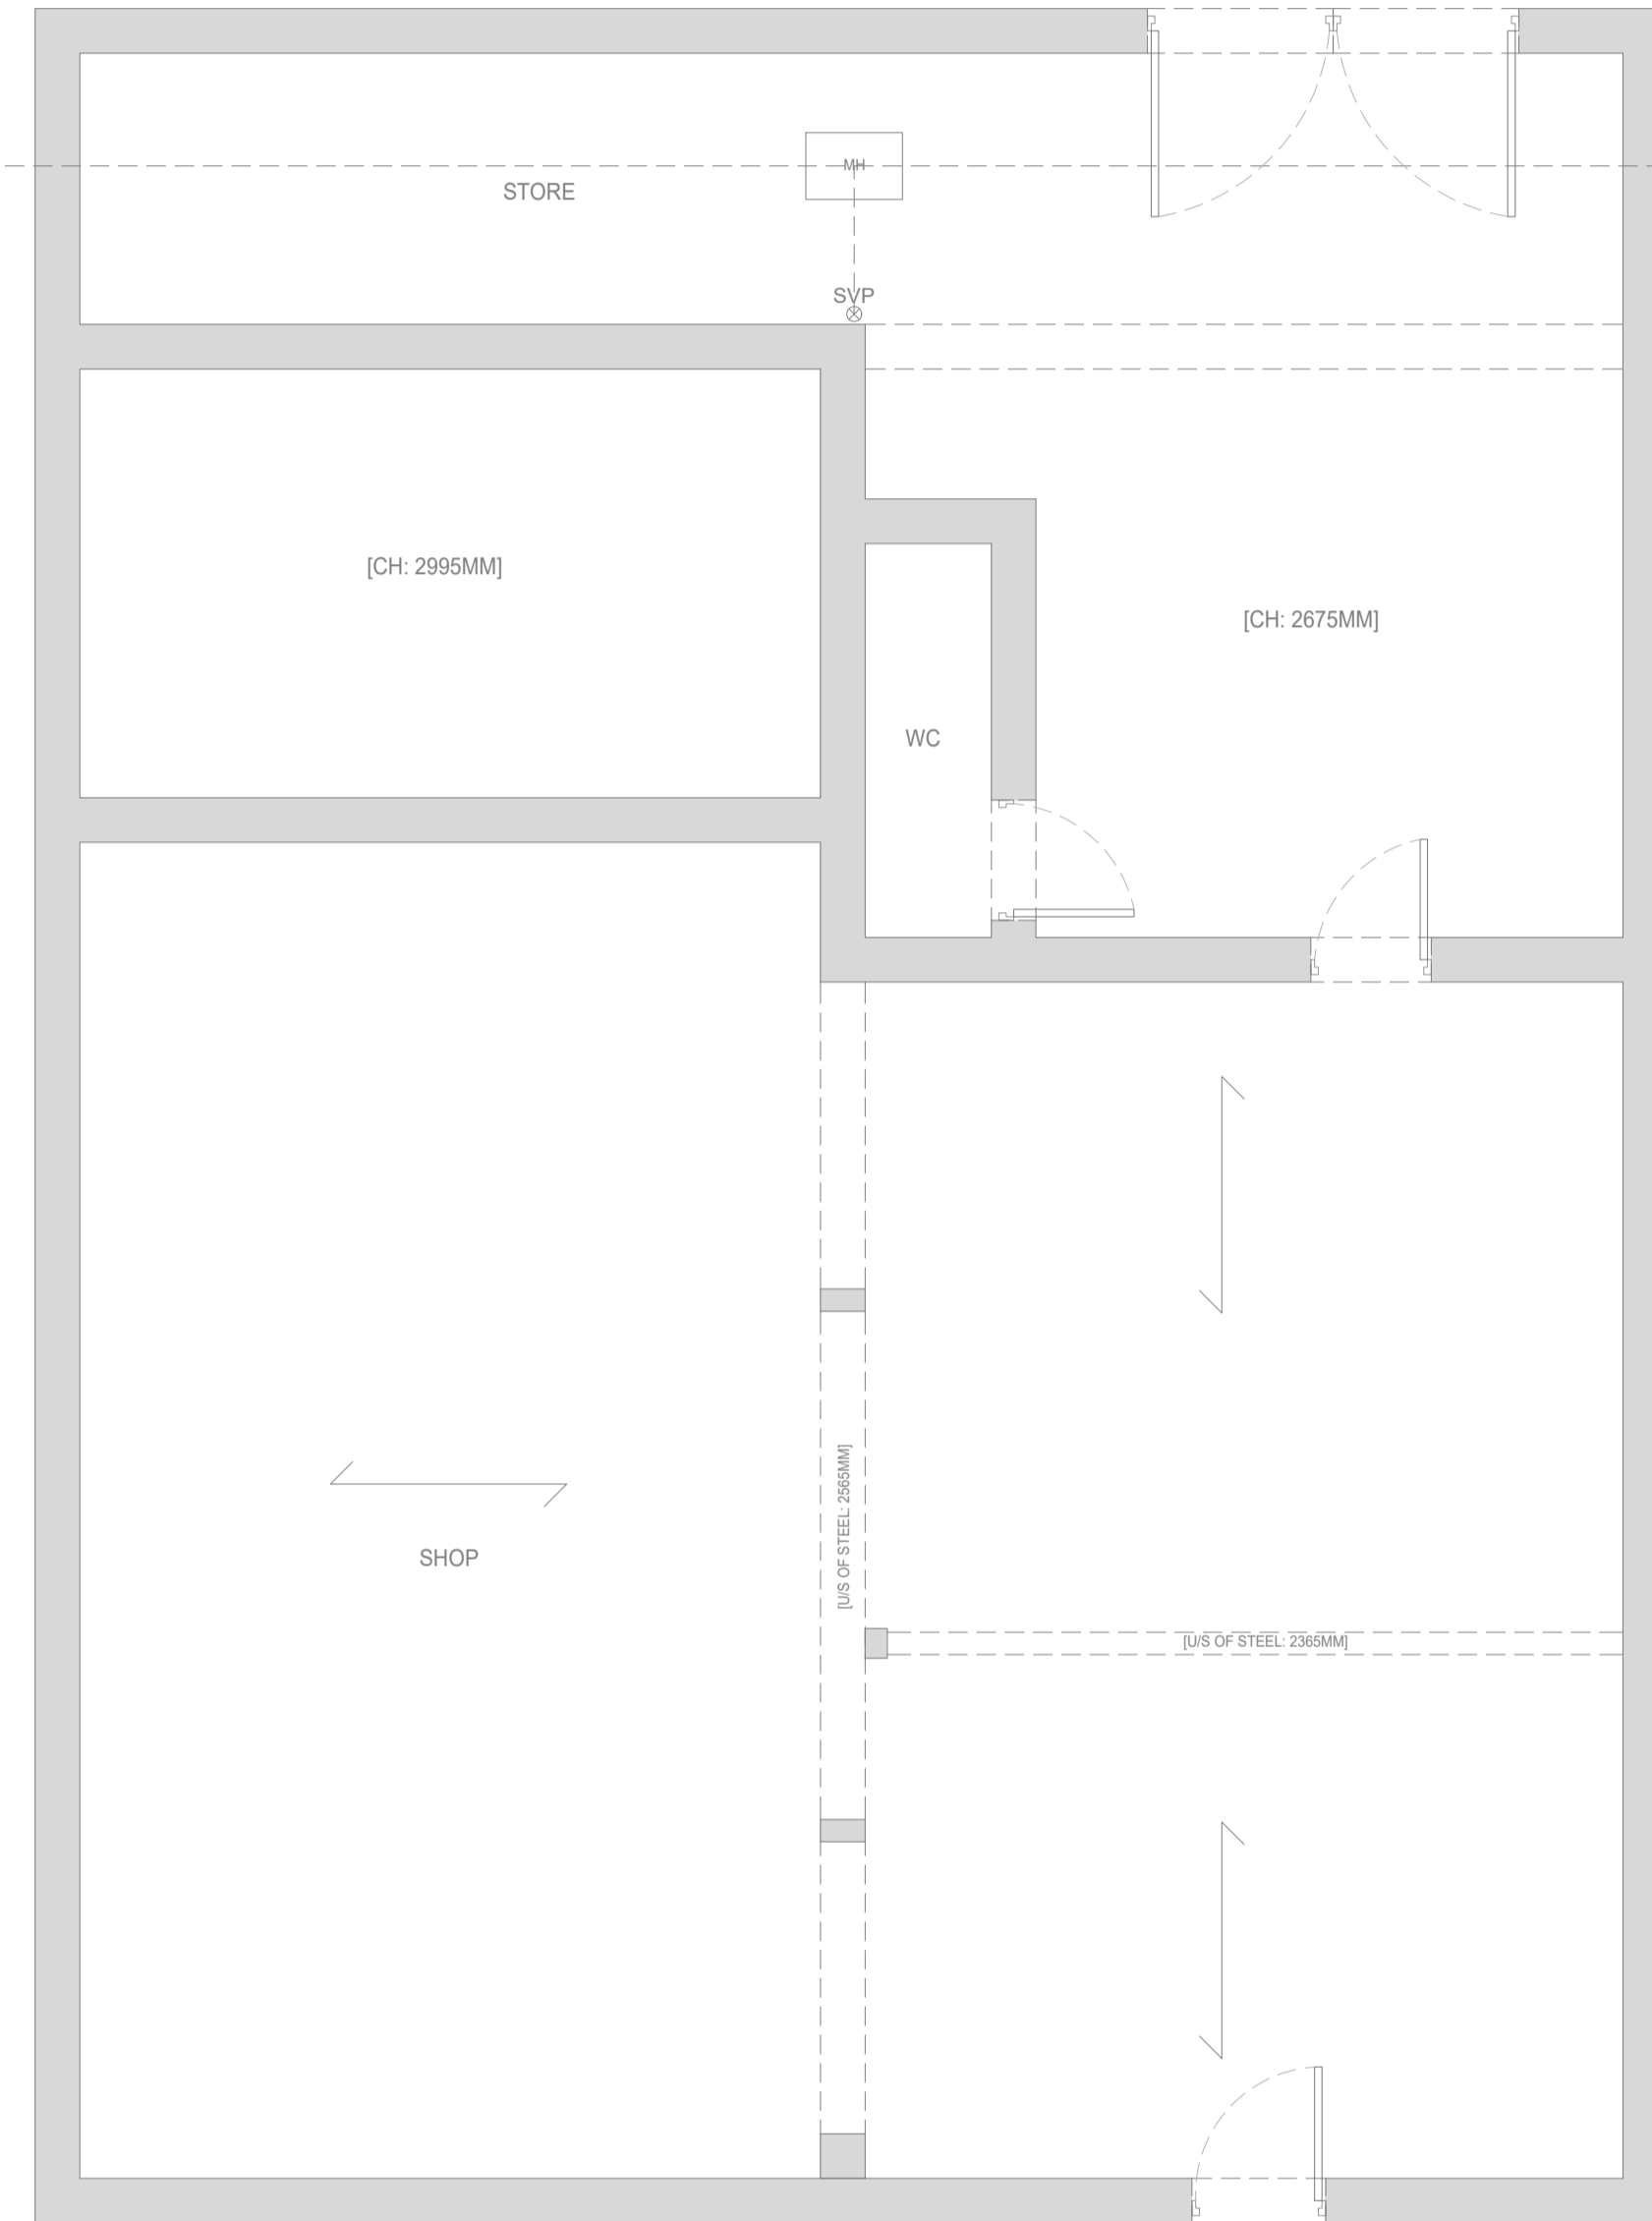 MH
STORE
SVP
[CH: 2995MM]
[CH: 2675MM]
WC
[U/S OF STEEL: 2565MM]
SHOP
[U/S OF STEEL: 2365MM]